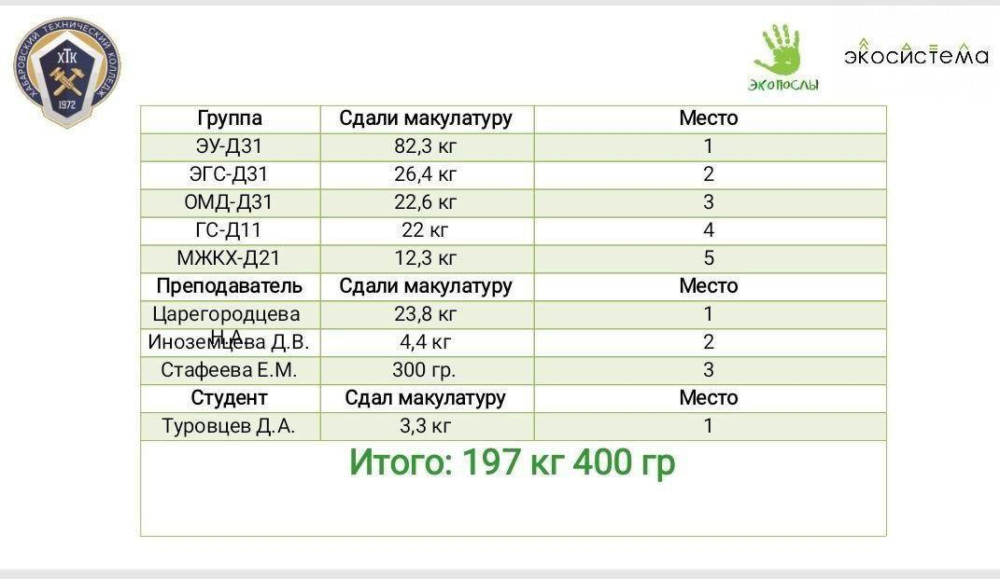 ХАБАРОВСКИЙ ТЕХНИЧЕСКИЙ КОЛЛЕДЖ
ХТК
1972
ЭКОПОСЛЫ
экосистема
Группа Сдали макулатуру Место
ЭУ-Д31 82,3 кг 1
ЭГС-Д31 26,4 кг 2
ОМД-Д31 22,6 кг 3
ГС-Д11 22 кг 4
МЖКХ-Д21 12,3 кг 5
Преподаватель Сдали макулатуру Место
Царегородцева 23,8 кг 1
Н.А.
Иноземцева Д.В. 4,4 кг 2
Стафеева Е.М. 300 гр. 3
Студент Сдал макулатуру Место
Туровцев Д.А. 3,3 кг 1
Итого: 197 кг 400 гр